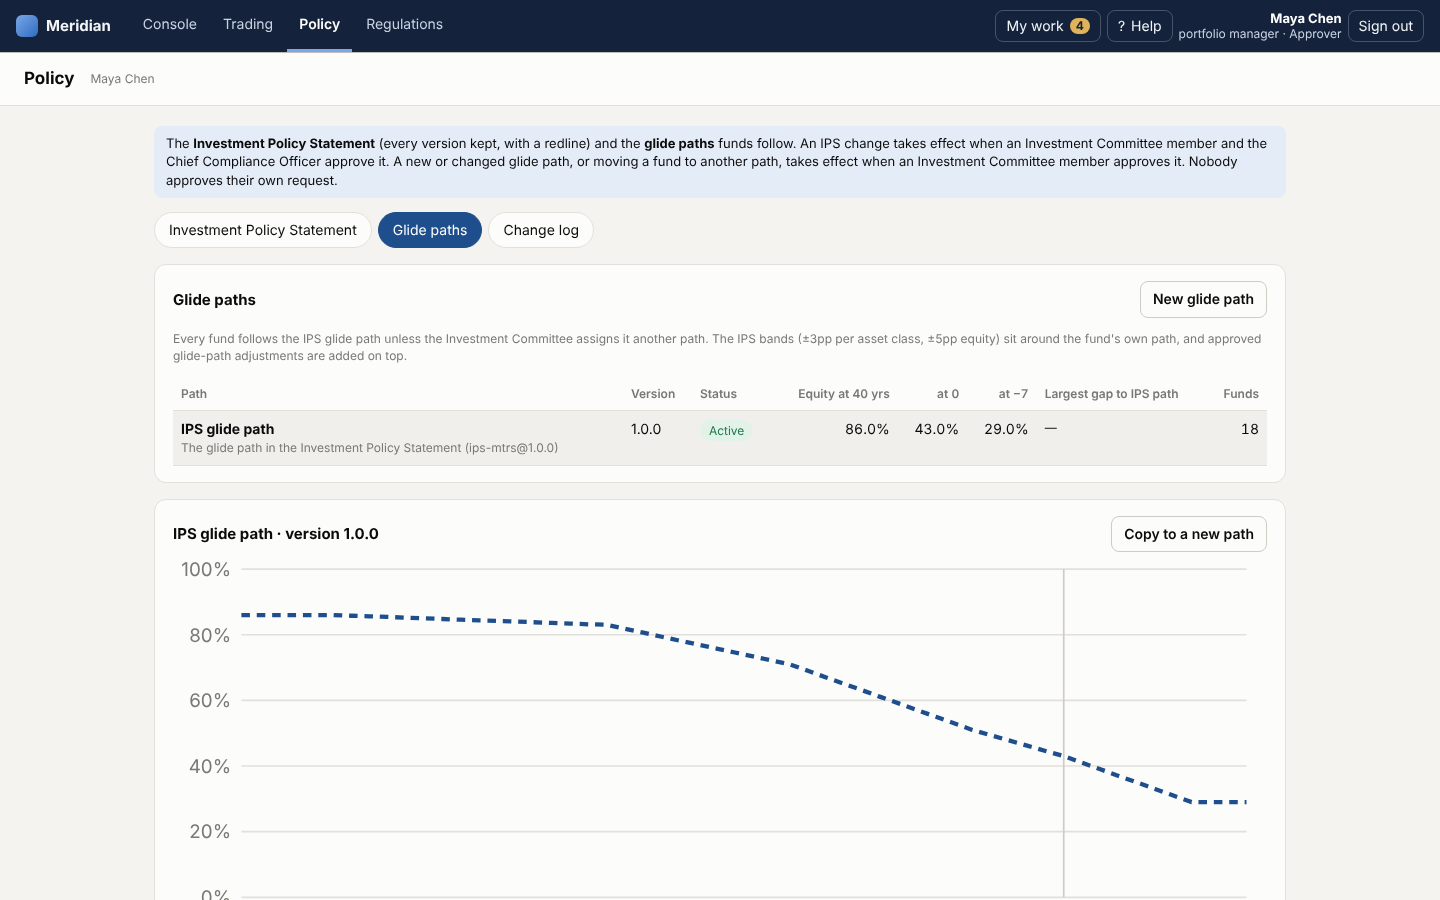 Meridian Console Trading Policy Regulations My work 4 ? Help Maya Chen Sign out
portfolio manager · Approver
Policy Maya Chen
The Investment Policy Statement (every version kept, with a redline) and the glide paths funds follow. An IPS change takes effect when an Investment Committee member and the
Chief Compliance Officer approve it. A new or changed glide path, or moving a fund to another path, takes effect when an Investment Committee member approves it. Nobody
approves their own request.
Investment Policy Statement Glide paths Change log
Glide paths New glide path
Every fund follows the IPS glide path unless the Investment Committee assigns it another path. The IPS bands (±3pp per asset class, ±5pp equity) sit around the fund's own path, and approved
glide-path adjustments are added on top.
Path Version Status Equity at 40 yrs at 0 at −7 Largest gap to IPS path Funds
IPS glide path 1.0.0 Active 86.0% 43.0% 29.0% — 18
The glide path in the Investment Policy Statement (ips-mtrs@1.0.0)
IPS glide path · version 1.0.0 Copy to a new path
100%
80%
60%
40%
20%
0%